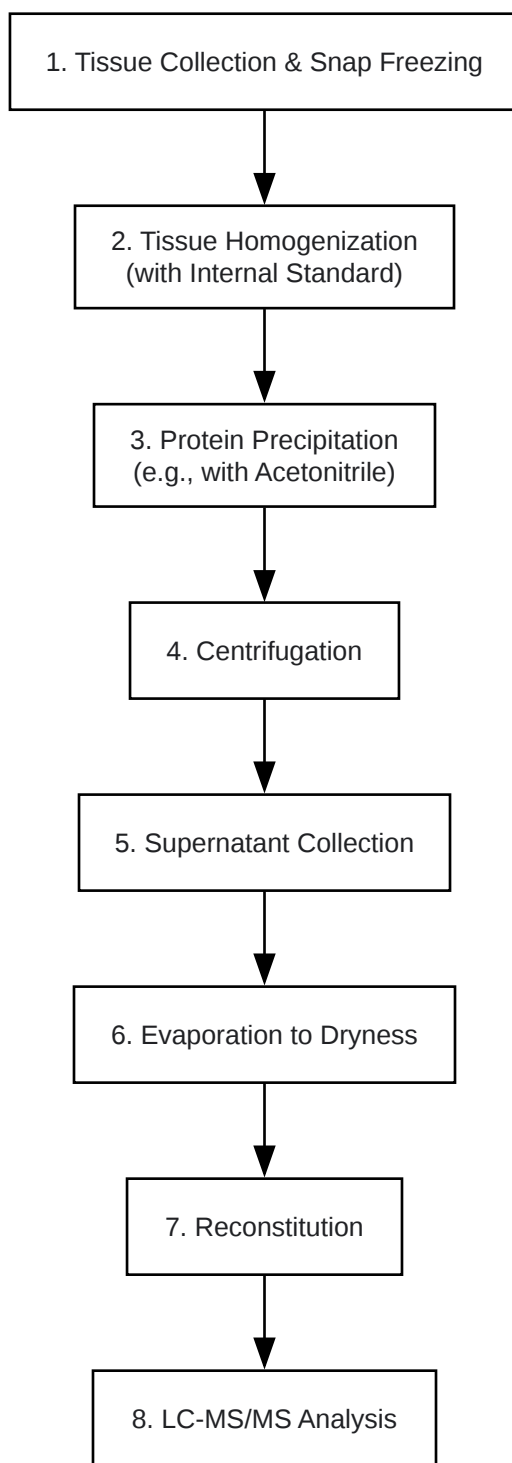 1. Tissue Collection & Snap Freezing
2. Tissue Homogenization
(with Internal Standard)
3. Protein Precipitation
(e.g., with Acetonitrile)
4. Centrifugation
5. Supernatant Collection
6. Evaporation to Dryness
7. Reconstitution
8. LC-MS/MS Analysis